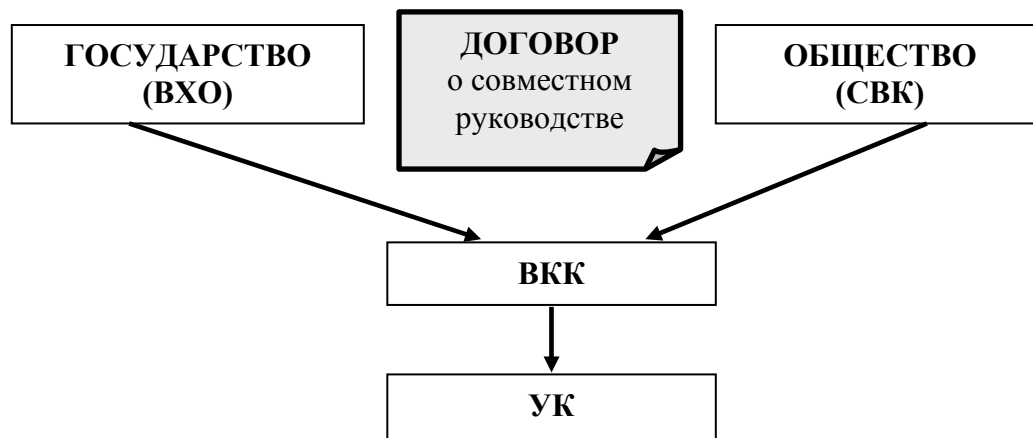 ГОСУДАРСТВО
(ВХО)
ДОГОВОР
о совместном
руководстве
ОБЩЕСТВО
(СВК)
ВКК
УК